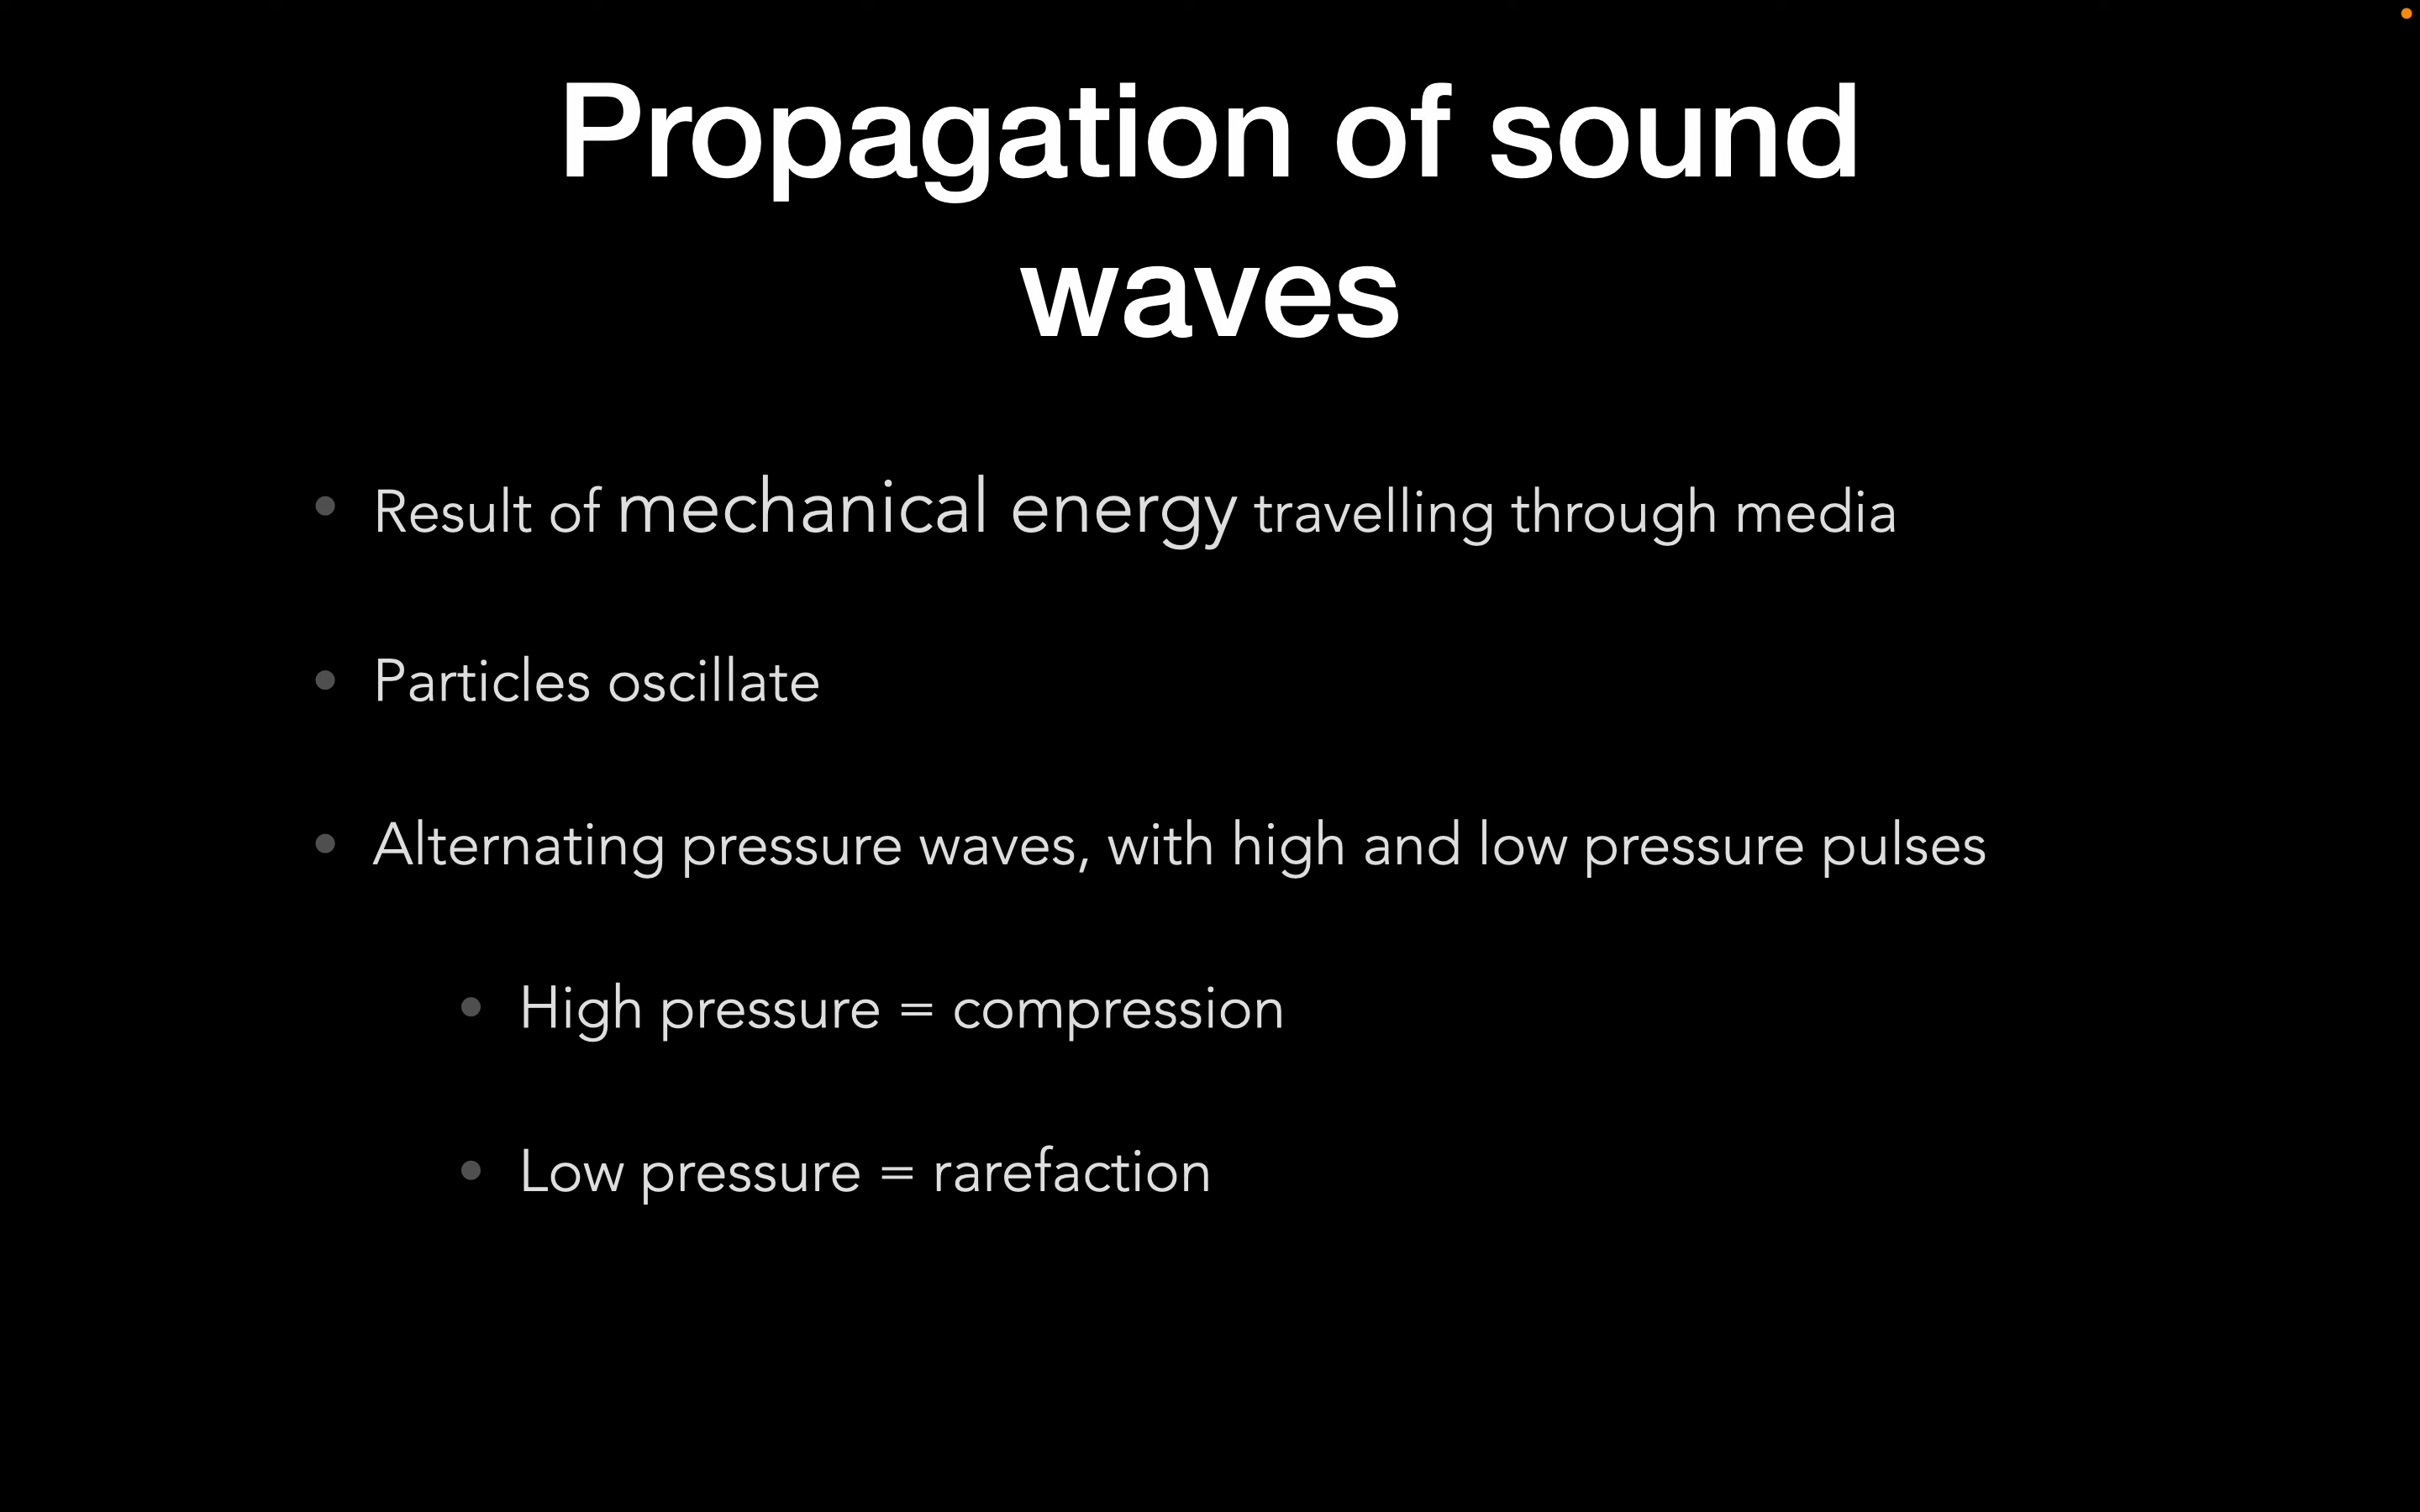 Propagation of sound
waves
Result of mechanical energy travelling through media
Particles oscillate
Alternating pressure waves, with high and low pressure pulses
High pressure = compression
Low pressure = rarefaction